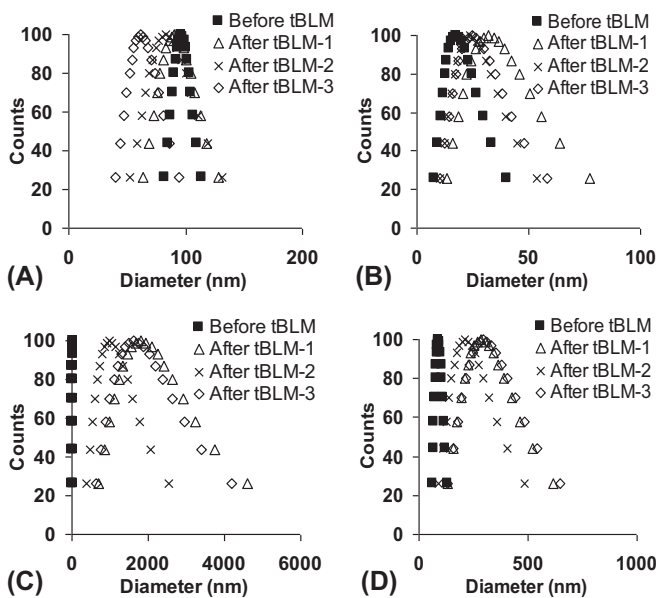 Before tBLM
After tBLM-1
After tBLM-2
After tBLM-3
100
80
60
40
20
0
Counts
0 100 200
Diameter (nm)
(A)
Before tBLM
After tBLM-1
After tBLM-2
After tBLM-3
100
80
60
40
20
0
Counts
0 50 100
Diameter (nm)
(B)
Before tBLM
After tBLM-1
After tBLM-2
After tBLM-3
100
80
60
40
20
0
Counts
0 2000 4000 6000
Diameter (nm)
(C)
Before tBLM
After tBLM-1
After tBLM-2
After tBLM-3
100
80
60
40
20
0
Counts
0 500 1000
Diameter (nm)
(D)